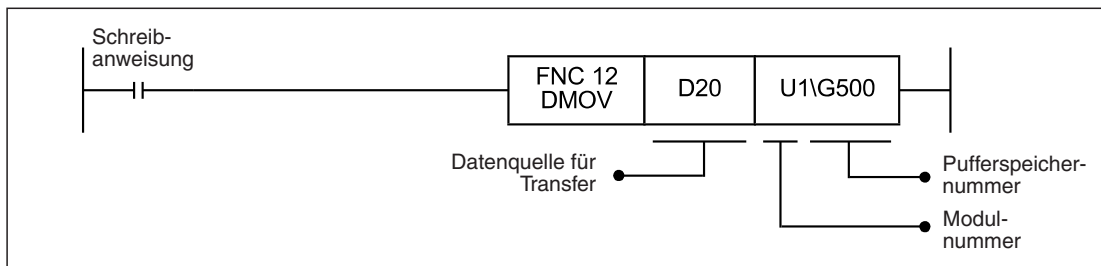 Schreib-
anweisung
FNC 12
DMOV
D20
U1\G500
Datenquelle für
Transfer
Pufferspeicher-
nummer
Modul-
nummer